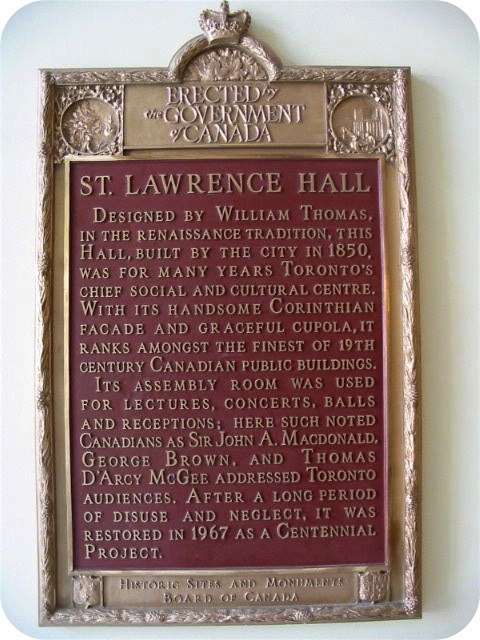 ERECTED by
the GOVERNMENT
of CANADA
ST. LAWRENCE HALL
DESIGNED BY WILLIAM THOMAS,
IN THE RENAISSANCE TRADITION, THIS
HALL, BUILT BY THE CITY IN 1850,
WAS FOR MANY YEARS TORONTO'S
CHIEF SOCIAL AND CULTURAL CENTRE.
WITH ITS HANDSOME CORINTHIAN
FACADE AND GRACEFUL CUPOLA, IT
RANKS AMONGST THE FINEST OF 19TH
CENTURY CANADIAN PUBLIC BUILDINGS.
ITS ASSEMBLY ROOM WAS USED
FOR LECTURES, CONCERTS, BALLS
AND RECEPTIONS; HERE SUCH NOTED
CANADIANS AS SIR JOHN A. MACDONALD,
GEORGE BROWN, AND THOMAS
D'ARCY MCGEE ADDRESSED TORONTO
AUDIENCES. AFTER A LONG PERIOD
OF DISUSE AND NEGLECT, IT WAS
RESTORED IN 1967 AS A CENTENNIAL
PROJECT.
HISTORIC SITES AND MONUMENTS
BOARD OF CANADA